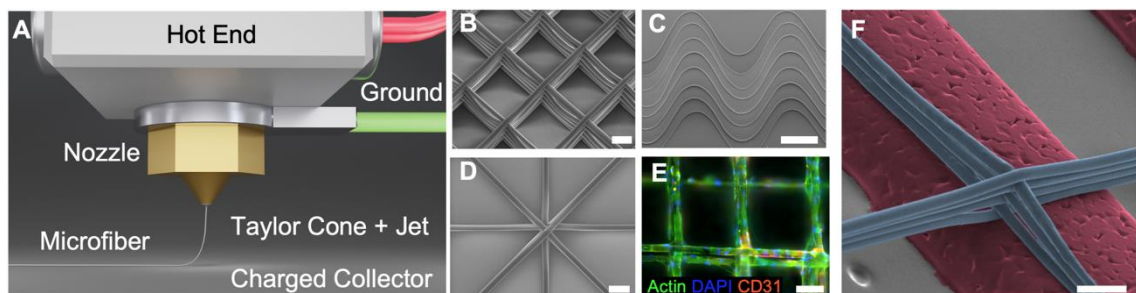 A
Hot End
Ground
Nozzle
Taylor Cone + Jet
Microfiber
Charged Collector
B
C
D
E
Actin DAPI CD31
F